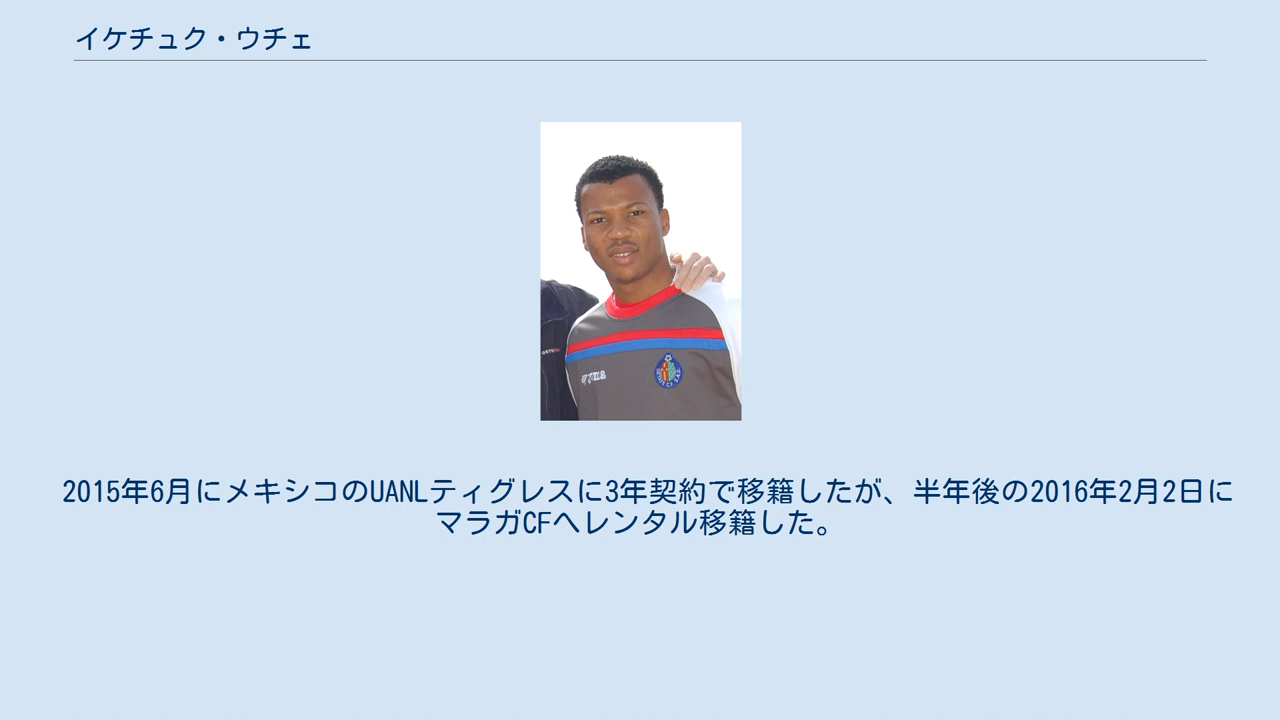 イケチュク・ウチェ
2015年6月にメキシコのUANLティグレスに3年契約で移籍したが、半年後の2016年2月2日に
マラガCFへレンタル移籍した。